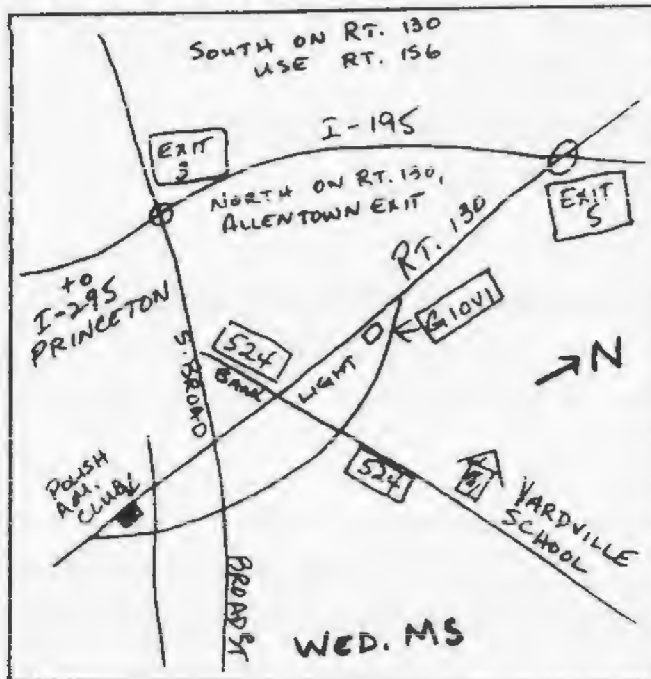 SOUTH ON RT. 130
USE RT. 156
I-195
EXIT
NORTH ON RT. 130,
ALLENTOWN EXIT
EXIT
5
RT. 130
to
I-295
PRINCETON
GIOVI
524
BANK
LIGHT
S. BROAD
N
524
POLISH
AM.
CLUB
YARDVILLE
SCHOOL
BROAD ST
WED. MS